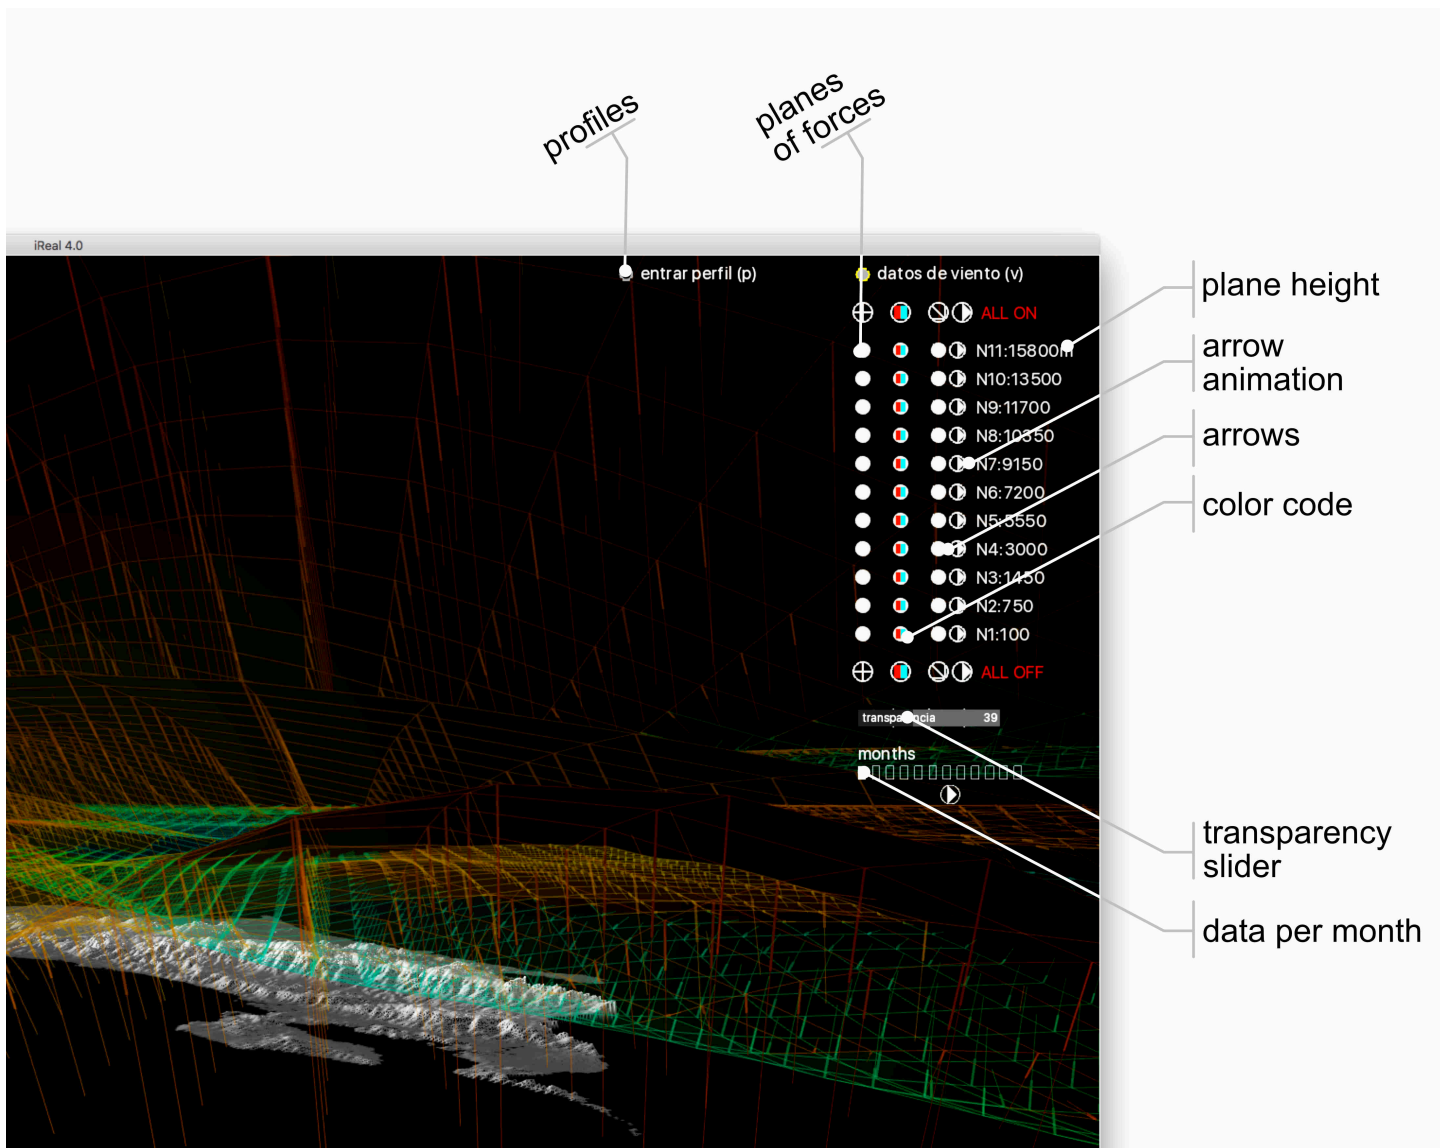 profiles
planes
of forces
iReal 4.0
entrar perfil (p)
datos de viento (v)
ALL ON
N11:15800m
N10:13500
N9:11700
N8:10350
N7:9150
N6:7200
N5:5550
N4:3000
N3:1450
N2:750
N1:100
ALL OFF
transparencia 39
months
plane height
arrow
animation
arrows
color code
transparency
slider
data per month